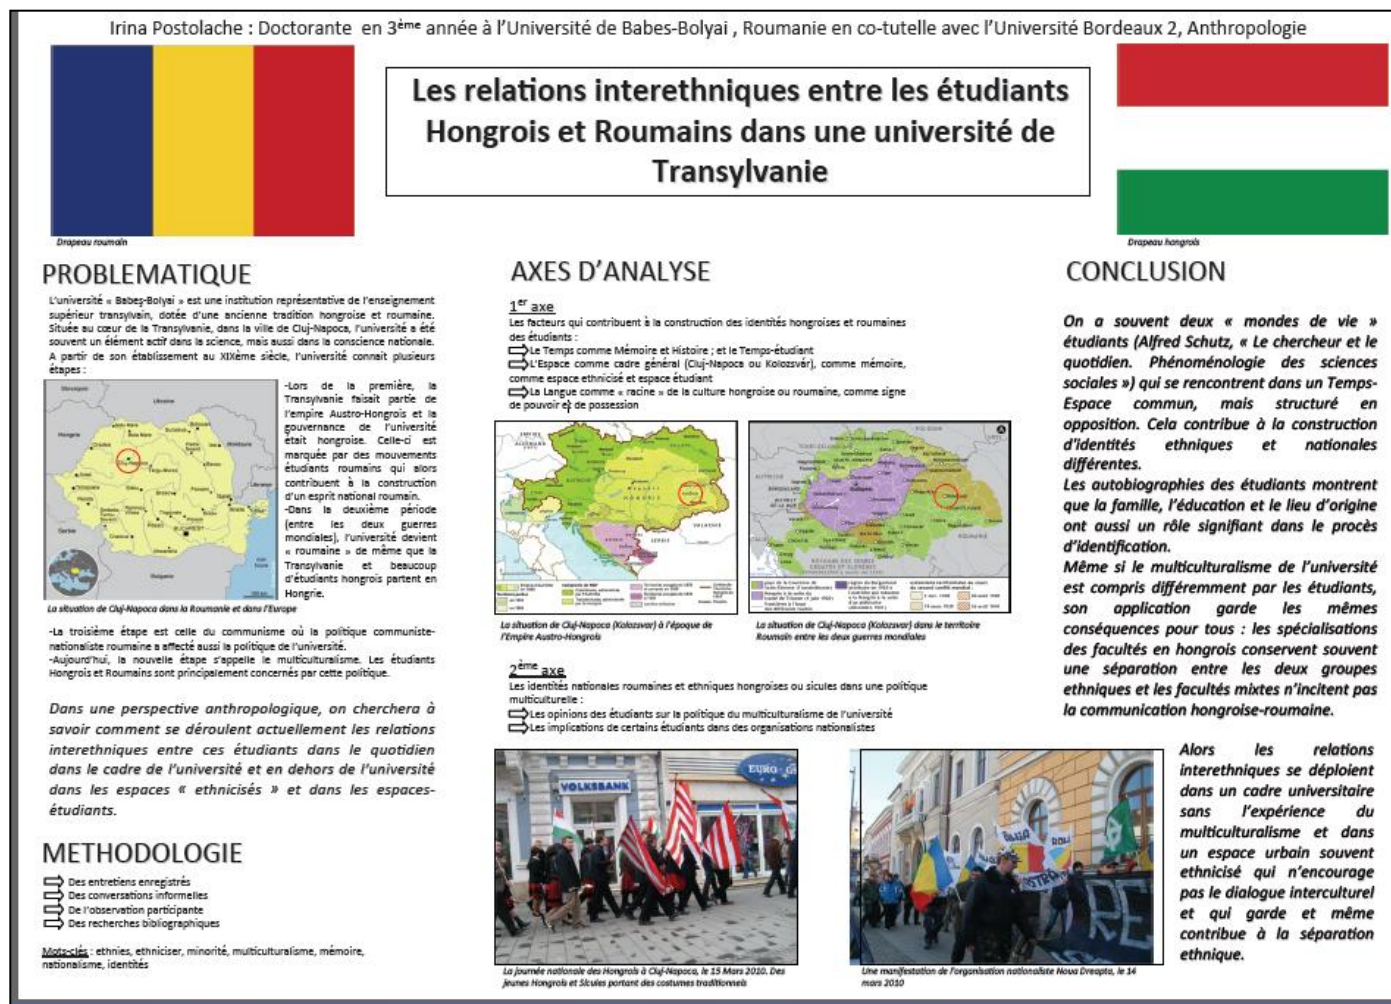 Irina Postolache : Doctorante en 3ème année à l'Université de Babes-Bolyai , Roumanie en co-tutelle avec l'Université Bordeaux 2, Anthropologie
Les relations interethniques entre les étudiants
Hongrois et Roumains dans une université de
Transylvanie
Drapeau roumain
Drapeau hongrois
PROBLEMATIQUE
L'université « Babeş-Bolyai » est une institution représentative de l'enseignement
supérieur transylvain, dotée d'une ancienne tradition hongroise et roumaine.
Située au cœur de la Transylvanie, dans la ville de Cluj-Napoca, l'université a été
souvent un élément actif dans la science, mais aussi dans la conscience nationale.
A partir de son établissement au XIXème siècle, l'université connait plusieurs
étapes :
-Lors de la première, la
Transylvanie faisait partie de
l'empire Austro-Hongrois et la
gouvernance de l'université
était hongroise. Celle-ci est
marquée par des mouvements
étudiants roumains qui alors
contribuent à la construction
d'un esprit national roumain.
-Dans la deuxième période
(entre les deux guerres
mondiales), l'université devient
« roumaine » de même que la
Transylvanie et beaucoup
d'étudiants hongrois partent en
Hongrie.
La situation de Cluj-Napoca dans la Roumanie et dans l'Europe
-La troisième étape est celle du communisme où la politique communiste-
nationaliste roumaine a affecté aussi la politique de l'université.
-Aujourd'hui, la nouvelle étape s'appelle le multiculturalisme. Les étudiants
Hongrois et Roumains sont principalement concernés par cette politique.
Dans une perspective anthropologique, on cherchera à
savoir comment se déroulent actuellement les relations
interethniques entre ces étudiants dans le quotidien
dans le cadre de l'université et en dehors de l'université
dans les espaces « ethnicisés » et dans les espaces-
étudiants.
METHODOLOGIE
Des entretiens enregistrés
Des conversations informelles
De l'observation participante
Des recherches bibliographiques
Mots-clés : ethnies, ethniciser, minorité, multiculturalisme, mémoire,
nationalisme, identités
AXES D'ANALYSE
1er axe
Les facteurs qui contribuent à la construction des identités hongroises et roumaines
des étudiants :
Le Temps comme Mémoire et Histoire ; et le Temps-étudiant
L'Espace comme cadre général (Cluj-Napoca ou Kolozsvár), comme mémoire,
comme espace ethnicisé et espace étudiant
La Langue comme « racine » de la culture hongroise ou roumaine, comme signe
de pouvoir et de possession
La situation de Cluj-Napoca (Kolozsvar) à l'époque de
l'Empire Austro-Hongrois
La situation de Cluj-Napoca (Kolozsvar) dans le territoire
Roumain entre les deux guerres mondiales
2ème axe
Les identités nationales roumaines et ethniques hongroises ou sicules dans une politique
multiculturelle :
Les opinions des étudiants sur la politique du multiculturalisme de l'université
Les implications de certains étudiants dans des organisations nationalistes
VOLKSBANK
EURO
La journée nationale des Hongrois à Cluj-Napoca, le 15 Mars 2010. Des
jeunes Hongrois et Sicules portant des costumes traditionnels
Une manifestation de l'organisation nationaliste Noua Dreapta, le 14
mars 2010
CONCLUSION
On a souvent deux « mondes de vie »
étudiants (Alfred Schutz, « Le chercheur et le
quotidien. Phénoménologie des sciences
sociales ») qui se rencontrent dans un Temps-
Espace commun, mais structuré en
opposition. Cela contribue à la construction
d'identités ethniques et nationales
différentes.
Les autobiographies des étudiants montrent
que la famille, l'éducation et le lieu d'origine
ont aussi un rôle signifiant dans le procès
d'identification.
Même si le multiculturalisme de l'université
est compris différemment par les étudiants,
son application garde les mêmes
conséquences pour tous : les spécialisations
des facultés en hongrois conservent souvent
une séparation entre les deux groupes
ethniques et les facultés mixtes n'incitent pas
la communication hongroise-roumaine.
Alors les relations
interethniques se déploient
dans un cadre universitaire
sans l'expérience du
multiculturalisme et dans
un espace urbain souvent
ethnicisé qui n'encourage
pas le dialogue interculturel
et qui garde et même
contribue à la séparation
ethnique.